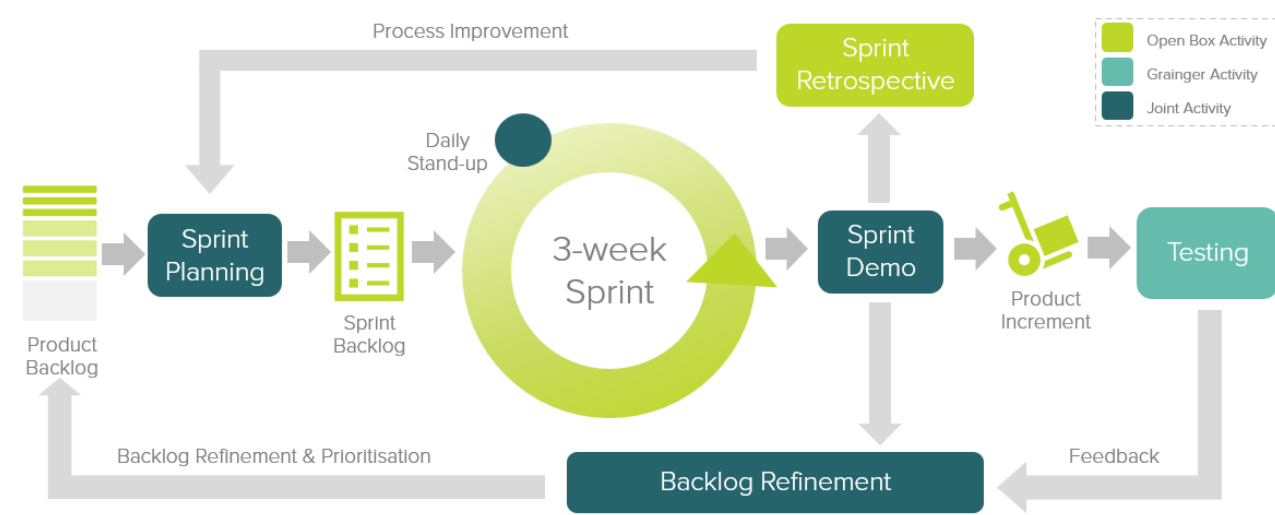 Process Improvement
Sprint
Retrospective
Open Box Activity
Grainger Activity
Joint Activity
Daily
Stand-up
Sprint
Planning
3-week
Sprint
Sprint
Demo
Testing
Product
Backlog
Sprint
Backlog
Product
Increment
Backlog Refinement & Prioritisation
Backlog Refinement
Feedback